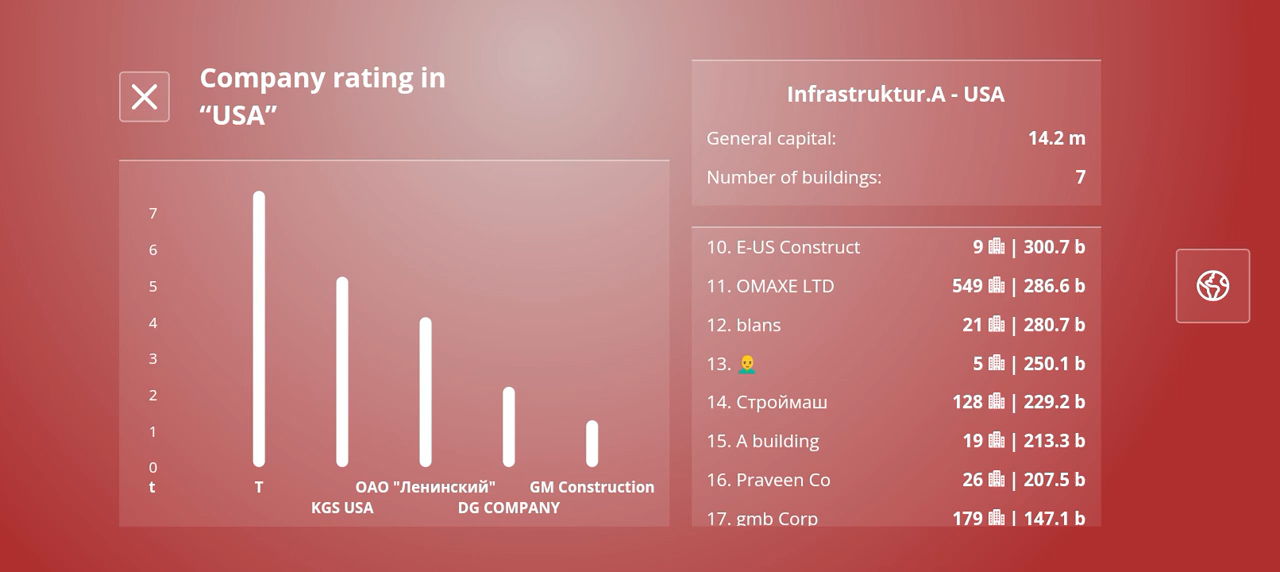 Company rating in
“USA”
7
6
5
4
3
2
1
0
t
T
ОАО "Ленинский"
GM Construction
KGS USA
DG COMPANY
Infrastruktur.A - USA
General capital: 14.2 m
Number of buildings: 7
10. E-US Construct 9 | 300.7 b
11. OMAXE LTD 549 | 286.6 b
12. blans 21 | 280.7 b
13. 🙎‍♂️ 5 | 250.1 b
14. Строймаш 128 | 229.2 b
15. A building 19 | 213.3 b
16. Praveen Co 26 | 207.5 b
17. gmb Corp 179 | 147.1 b